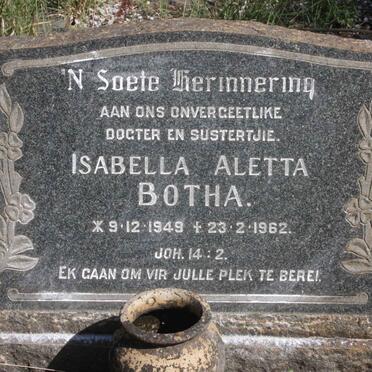 'N Soete Herinnering
AAN ONS ONVERGEETLIKE
DOGTER EN SUSTERTJIE.
ISABELLA ALETTA
BOTHA.
⚹ 9·12·1949 ✝ 23·2·1962.
JOH. 14:2.
EK GAAN OM VIR JULLE PLEK TE BEREI.